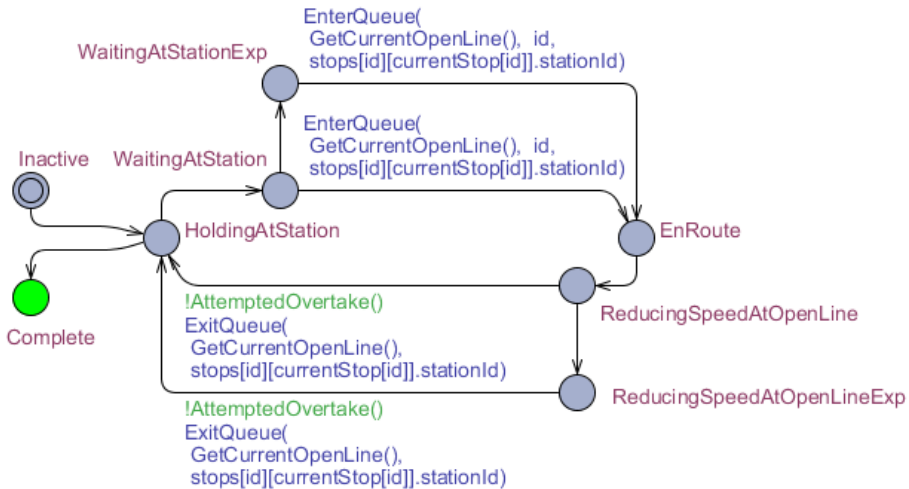 EnterQueue(
GetCurrentOpenLine(), id,
stops[id][currentStop[id]].stationId)
WaitingAtStationExp
EnterQueue(
GetCurrentOpenLine(), id,
stops[id][currentStop[id]].stationId)
Inactive
WaitingAtStation
HoldingAtStation
EnRoute
!AttemptedOvertake()
ExitQueue(
GetCurrentOpenLine(),
stops[id][currentStop[id]].stationId)
ReducingSpeedAtOpenLine
Complete
ReducingSpeedAtOpenLineExp
!AttemptedOvertake()
ExitQueue(
GetCurrentOpenLine(),
stops[id][currentStop[id]].stationId)